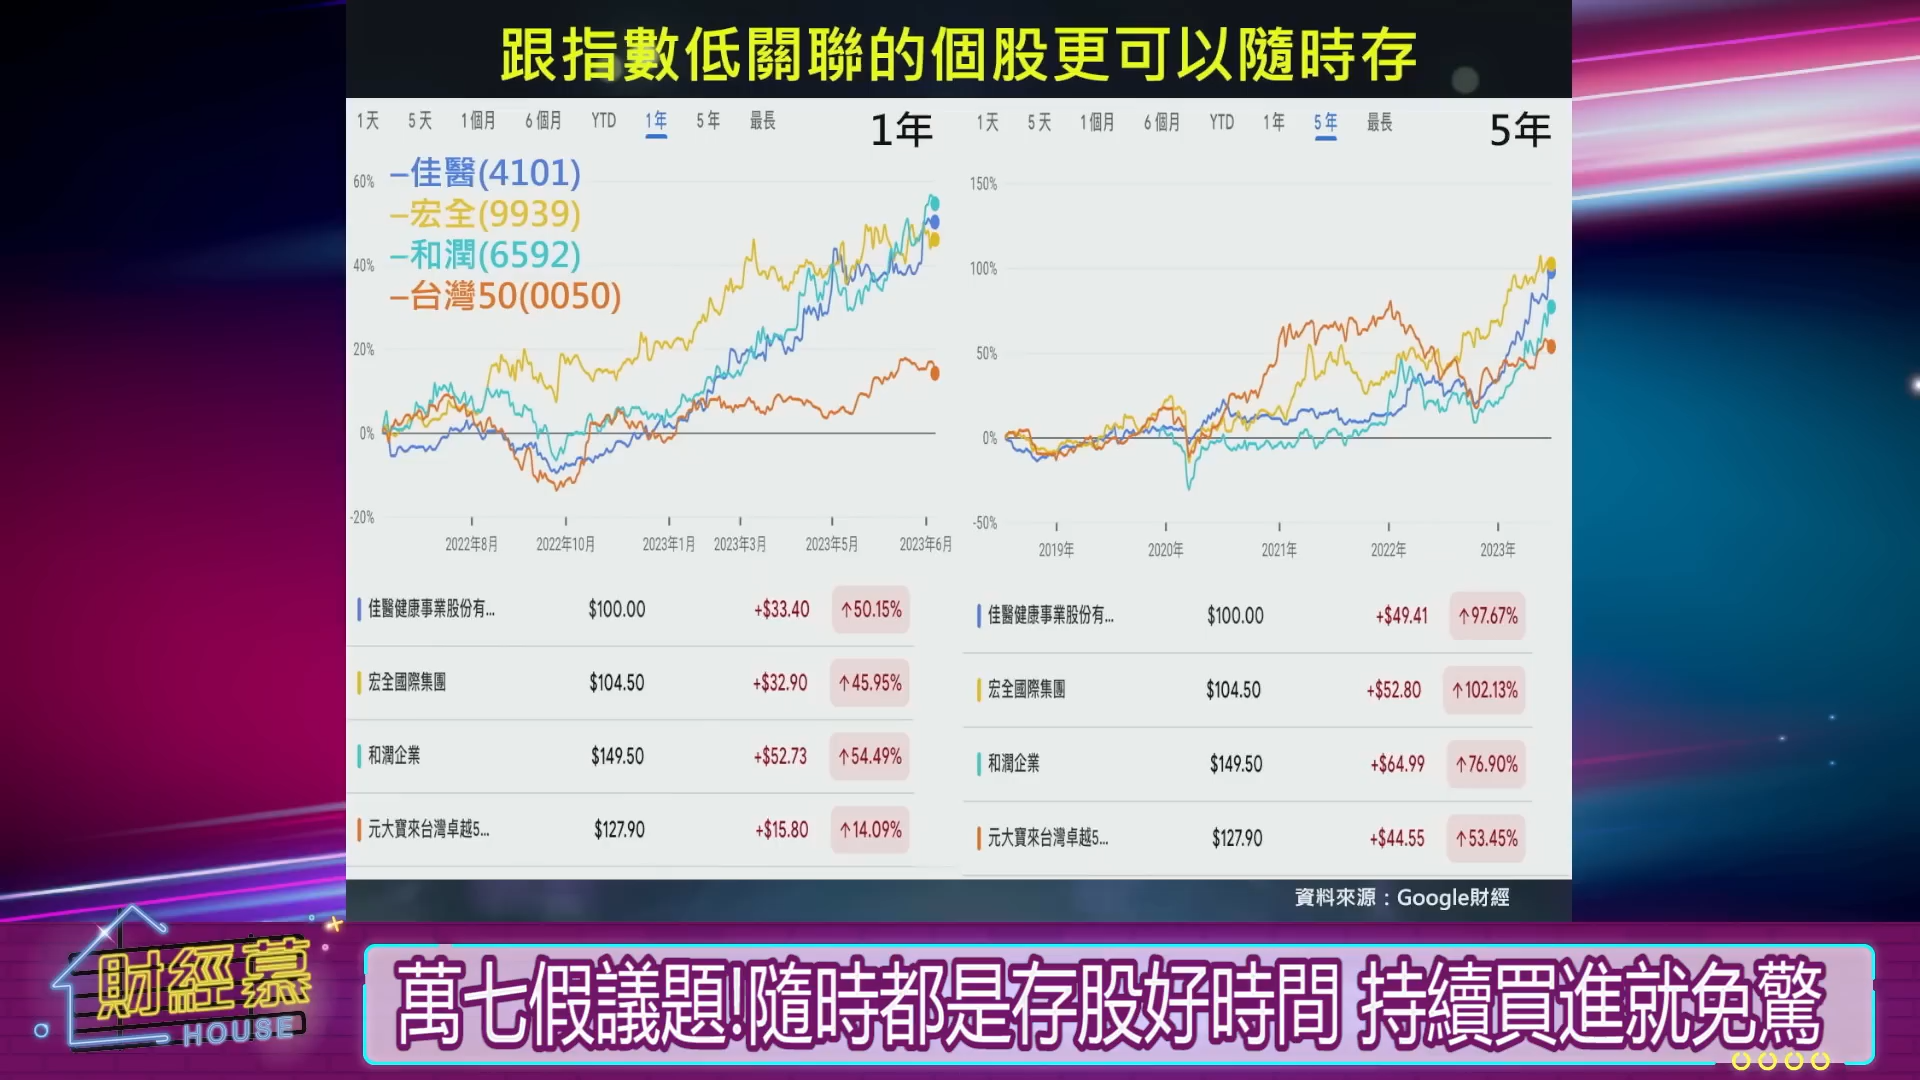 跟指數低關聯的個股更可以隨時存
1天 5天 1個月 6個月 YTD 1年 5年 最長
1年
–佳醫(4101)
–宏全(9939)
–和潤(6592)
–台灣50(0050)
60%
40%
20%
0%
-20%
2022年8月 2022年10月 2023年1月 2023年3月 2023年5月 2023年6月
佳醫健康事業股份有... $100.00 +$33.40 ↑50.15%
宏全國際集團 $104.50 +$32.90 ↑45.95%
和潤企業 $149.50 +$52.73 ↑54.49%
元大寶來台灣卓越5... $127.90 +$15.80 ↑14.09%
1天 5天 1個月 6個月 YTD 1年 5年 最長
5年
150%
100%
50%
0%
-50%
2019年 2020年 2021年 2022年 2023年
佳醫健康事業股份有... $100.00 +$49.41 ↑97.67%
宏全國際集團 $104.50 +$52.80 ↑102.13%
和潤企業 $149.50 +$64.99 ↑76.90%
元大寶來台灣卓越5... $127.90 +$44.55 ↑53.45%
資料來源：Google財經
財經慕
HOUSE
萬七假議題!隨時都是存股好時間 持續買進就免驚